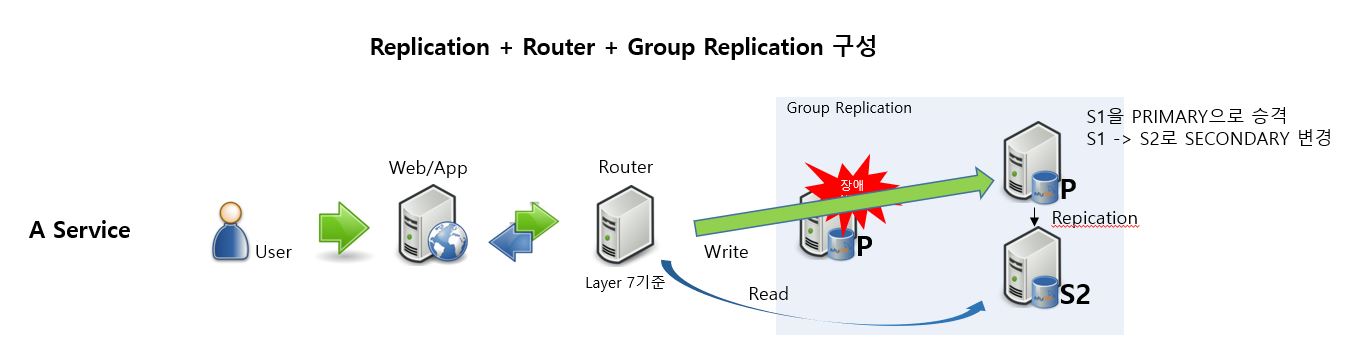 Replication + Router + Group Replication 구성
Group Replication
S1을 PRIMARY으로 승격
S1 -> S2로 SECONDARY 변경
Web/App
Router
장애
P
A Service
User
Layer 7기준
Write
Read
P
Repication
S2